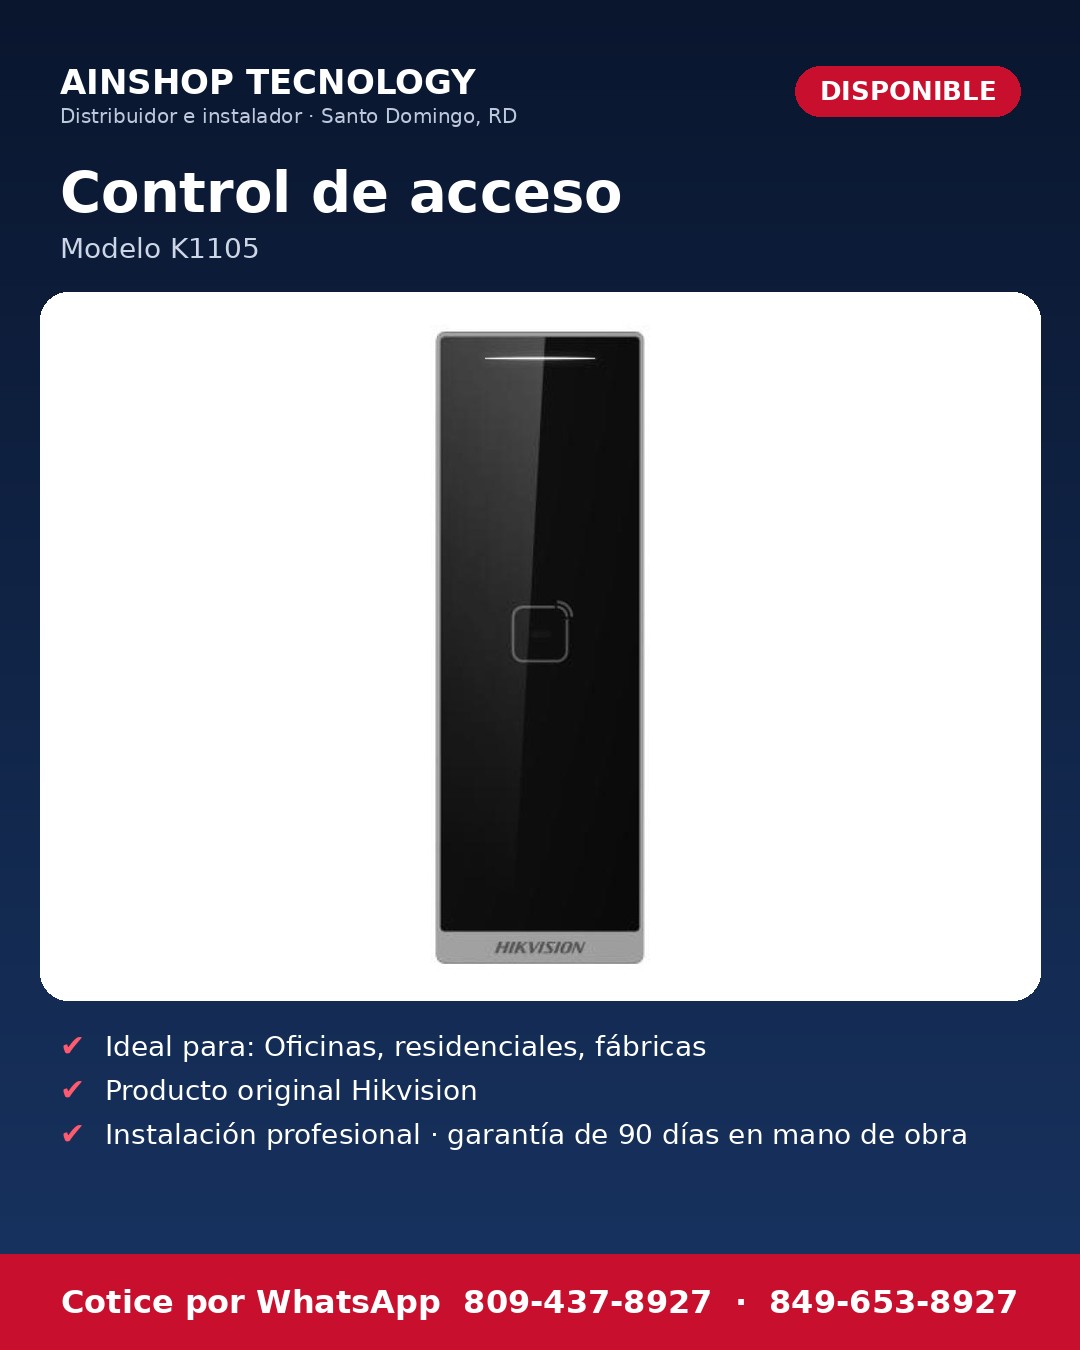 AINSHOP TECNOLOGY
DISPONIBLE
Distribuidor e instalador · Santo Domingo, RD
Control de acceso
Modelo K1105
HIKVISION
✔ Ideal para: Oficinas, residenciales, fábricas
✔ Producto original Hikvision
✔ Instalación profesional · garantía de 90 días en mano de obra
Cotice por WhatsApp 809-437-8927 · 849-653-8927